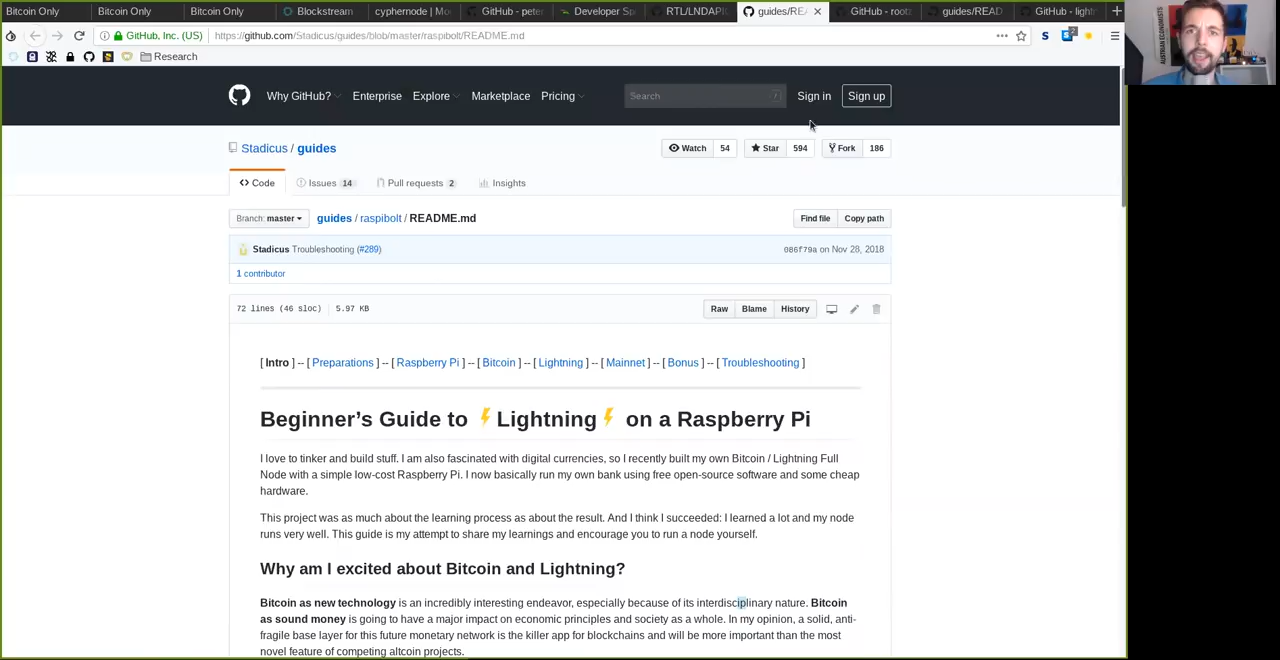 Bitcoin Only
Bitcoin Only
Bitcoin Only
Blockstream
cyphernode | Mo
GitHub - pete
Developer Sp
RTL/LNDAPI
guides/REA
GitHub - root
guides/READ
GitHub - light
GitHub, Inc. (US)
https://github.com/Stadicus/guides/blob/master/raspibolt/README.md
Research
AUSTRIAN ECONOMISTS
Why GitHub?
Enterprise
Explore
Marketplace
Pricing
Search
/
Sign in
Sign up
Stadicus / guides
Watch 54
Star 594
Fork 186
Code
Issues 14
Pull requests 2
Insights
Branch: master
guides / raspibolt / README.md
Find file
Copy path
Stadicus Troubleshooting (#289)
086f79a on Nov 28, 2018
1 contributor
72 lines (46 sloc) | 5.97 KB
Raw
Blame
History
[ Intro ] -- [ Preparations ] -- [ Raspberry Pi ] -- [ Bitcoin ] -- [ Lightning ] -- [ Mainnet ] -- [ Bonus ] -- [ Troubleshooting ]
Beginner’s Guide to ⚡Lightning⚡ on a Raspberry Pi
I love to tinker and build stuff. I am also fascinated with digital currencies, so I recently built my own Bitcoin / Lightning Full
Node with a simple low-cost Raspberry Pi. I now basically run my own bank using free open-source software and some cheap
hardware.
This project was as much about the learning process as about the result. And I think I succeeded: I learned a lot and my node
runs very well. This guide is my attempt to share my learnings and encourage you to run a node yourself.
Why am I excited about Bitcoin and Lightning?
Bitcoin as new technology is an incredibly interesting endeavor, especially because of its interdisciplinary nature. Bitcoin
as sound money is going to have a major impact on economic principles and society as a whole. In my opinion, a solid, anti-
fragile base layer for this future monetary network is the killer app for blockchains and will be more important than the most
novel feature of competing altcoin projects.